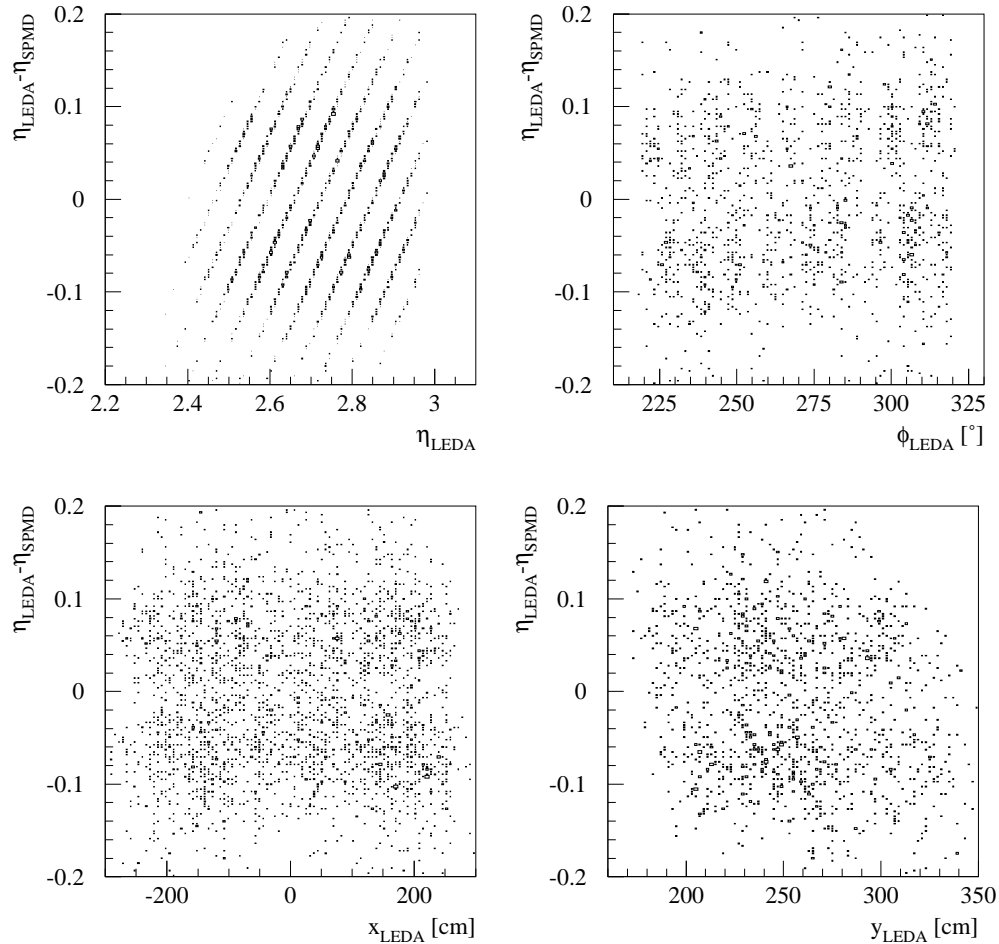 η_LEDA-η_SPMD
0.2
0.1
0
-0.1
-0.2
2.2 2.4 2.6 2.8 3
η_LEDA
η_LEDA-η_SPMD
0.2
0.1
0
-0.1
-0.2
225 250 275 300 325
ϕ_LEDA [°]
η_LEDA-η_SPMD
0.2
0.1
0
-0.1
-0.2
-200 0 200
x_LEDA [cm]
η_LEDA-η_SPMD
0.2
0.1
0
-0.1
-0.2
200 250 300 350
y_LEDA [cm]